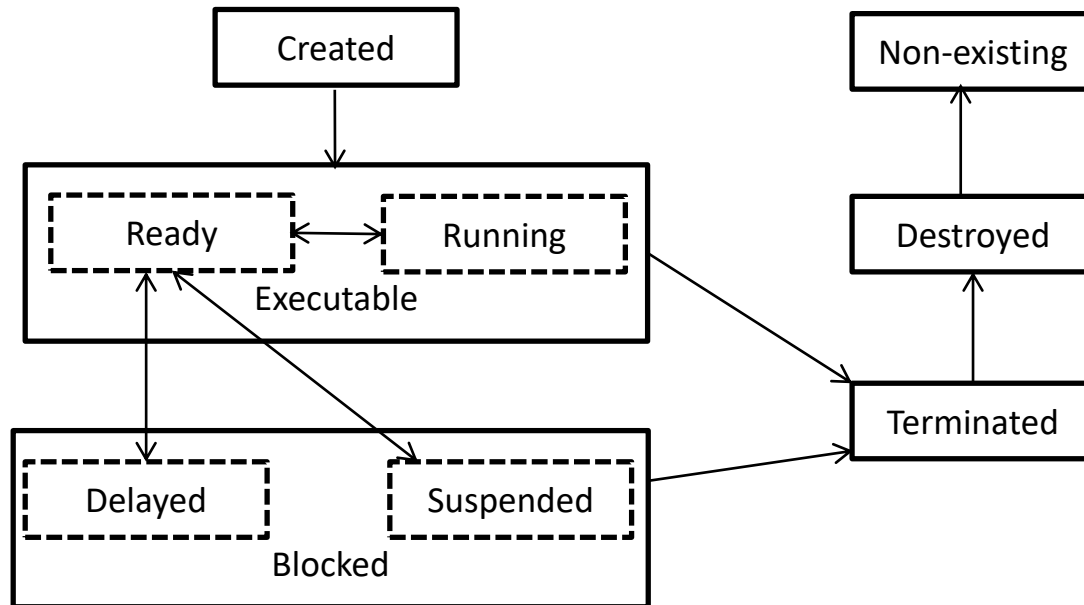 Created
Non-existing
Ready
Running
Destroyed
Executable
Terminated
Delayed
Suspended
Blocked